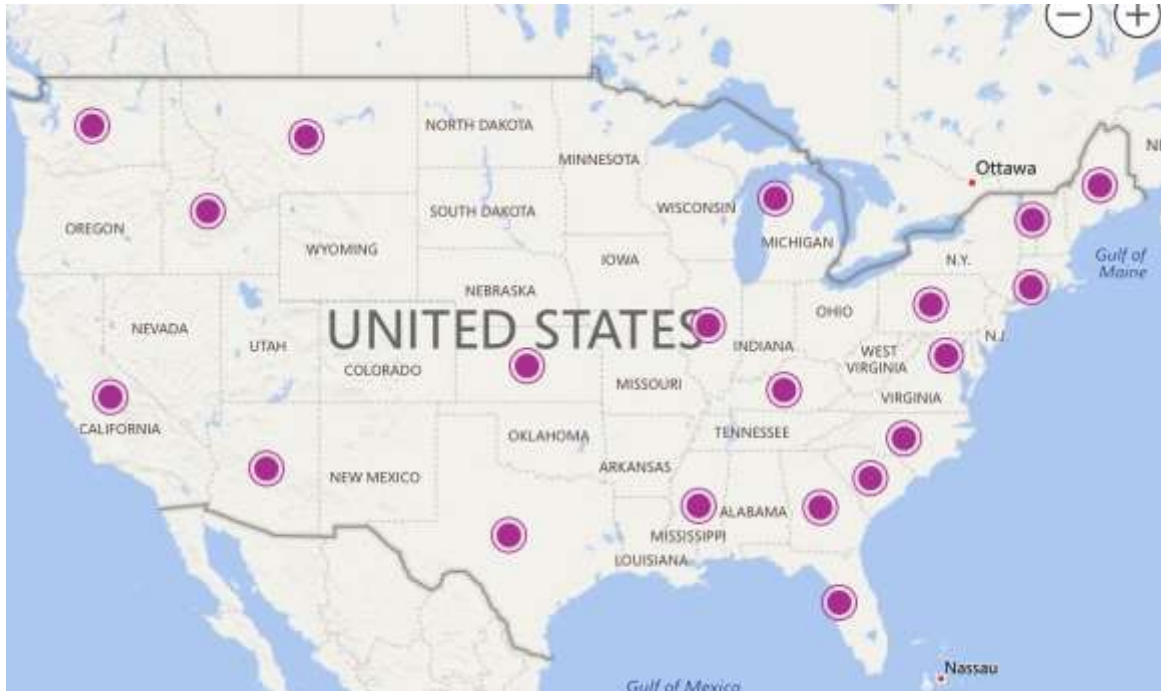 NORTH DAKOTA
MINNESOTA
NE
Ottawa
OREGON
SOUTH DAKOTA
WISCONSIN
WYOMING
MICHIGAN
IOWA
N.Y.
Gulf of
Maine
NEBRASKA
NEVADA
UNITED STATES
OHIO
N.J.
UTAH
COLORADO
INDIANA
WEST
VIRGINIA
MISSOURI
VIRGINIA
CALIFORNIA
OKLAHOMA
TENNESSEE
NEW MEXICO
ARKANSAS
ALABAMA
MISSISSIPPI
LOUISIANA
Nassau
Gulf of Mexico